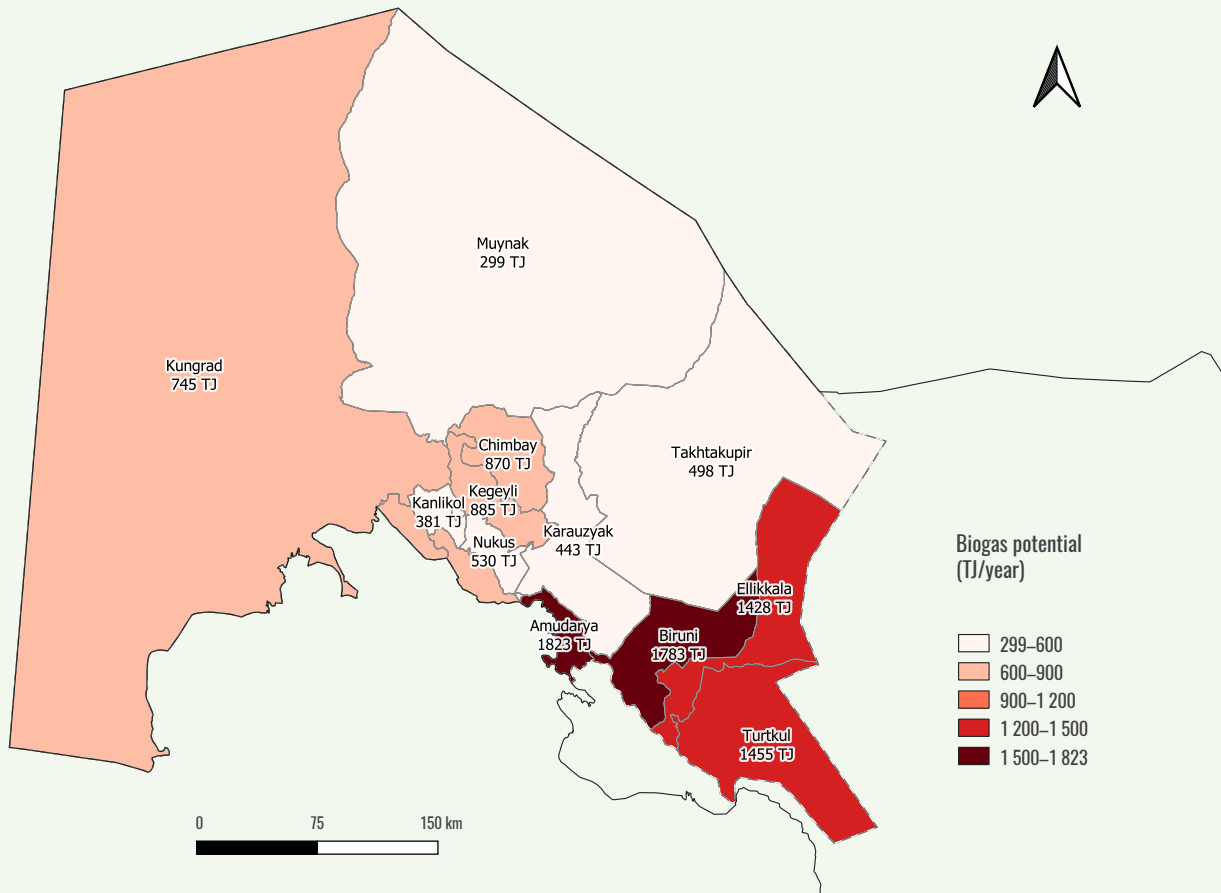 Muynak
299 TJ
Kungrad
745 TJ
Chimbay
870 TJ
Takhtakupir
498 TJ
Kegeyli
885 TJ
Kanlikol
381 TJ
Karauzyak
443 TJ
Nukus
530 TJ
Ellikkala
1428 TJ
Amudarya
1823 TJ
Biruni
1783 TJ
Turtkul
1455 TJ
Biogas potential
(TJ/year)
299–600
600–900
900–1 200
1 200–1 500
1 500–1 823
0 75 150 km